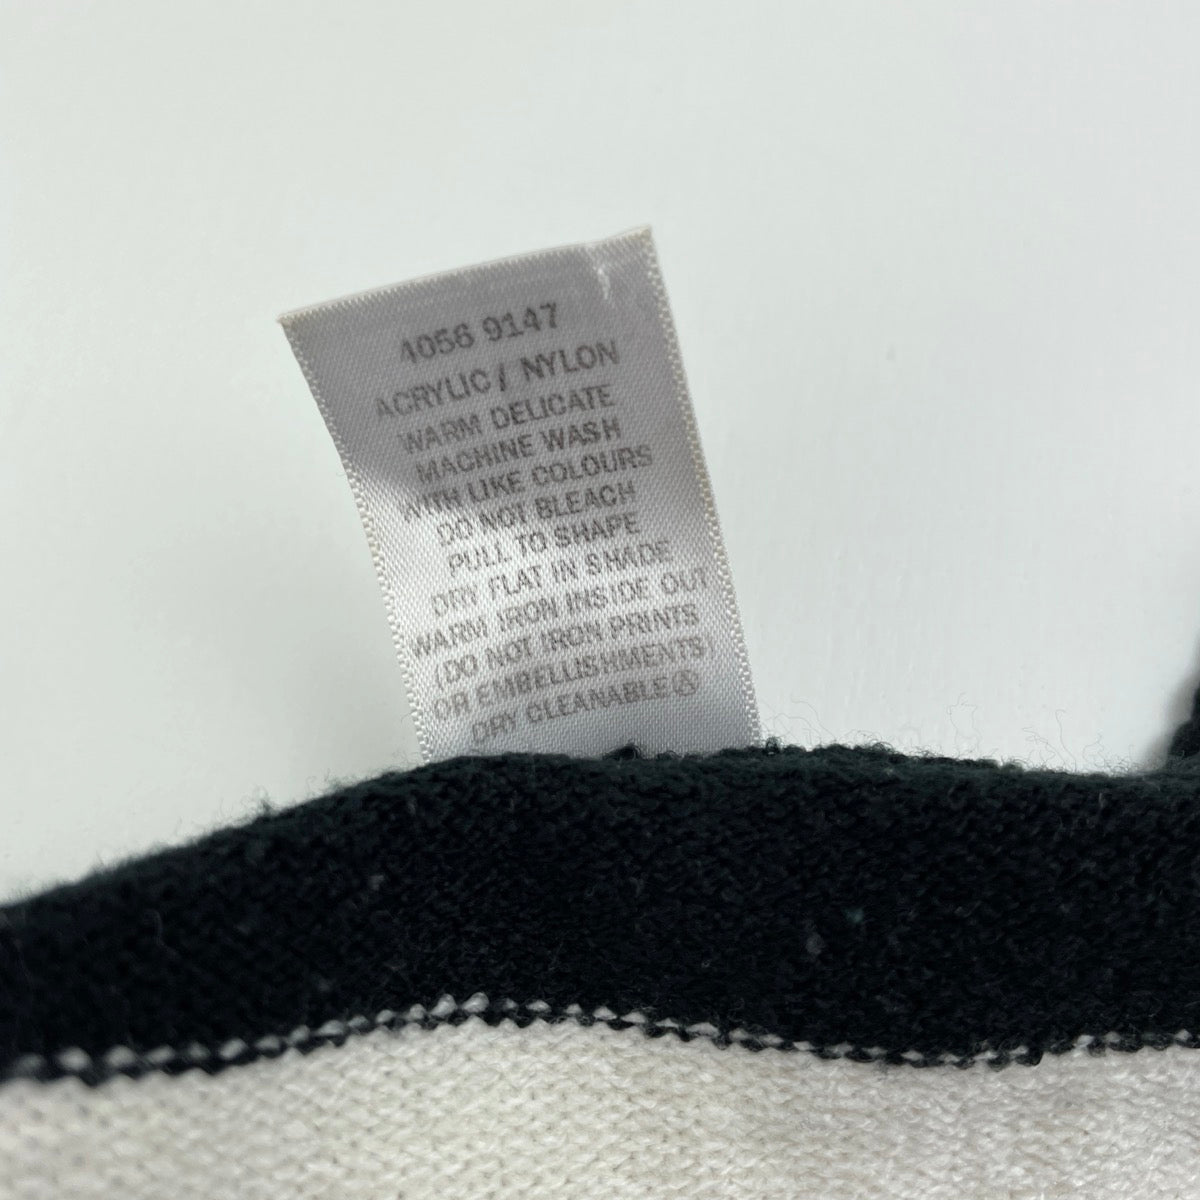 4056 9147
ACRYLIC / NYLON
WARM DELICATE
MACHINE WASH
WITH LIKE COLOURS
DO NOT BLEACH
PULL TO SHAPE
DRY FLAT IN SHADE
WARM IRON INSIDE OUT
(DO NOT IRON PRINTS
OR EMBELLISHMENTS
DRY CLEANABLE Ⓐ